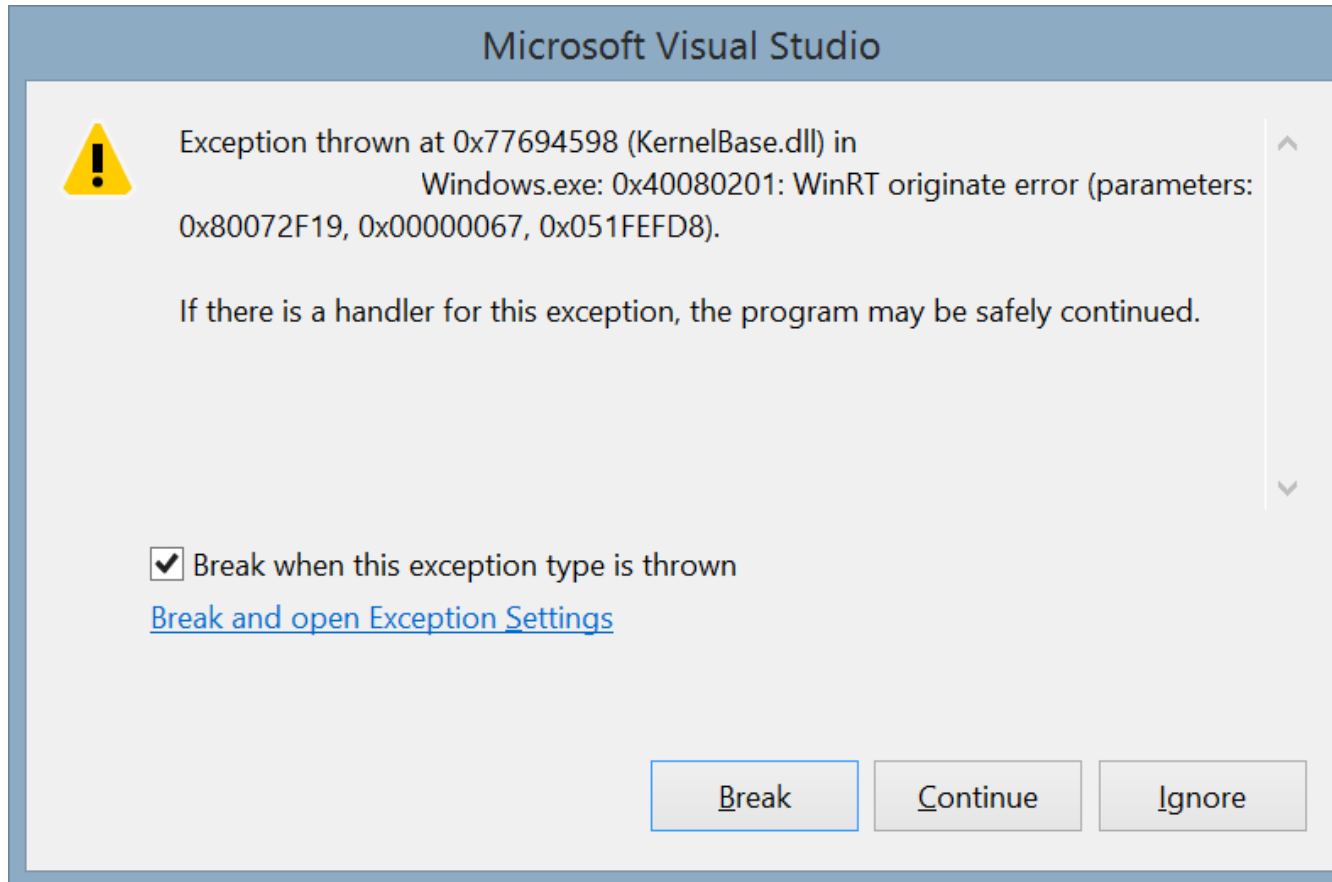 Microsoft Visual Studio
Exception thrown at 0x77694598 (KernelBase.dll) in
Windows.exe: 0x40080201: WinRT originate error (parameters:
0x80072F19, 0x00000067, 0x051FEFD8).
If there is a handler for this exception, the program may be safely continued.
Break when this exception type is thrown
Break and open Exception Settings
Break
Continue
Ignore